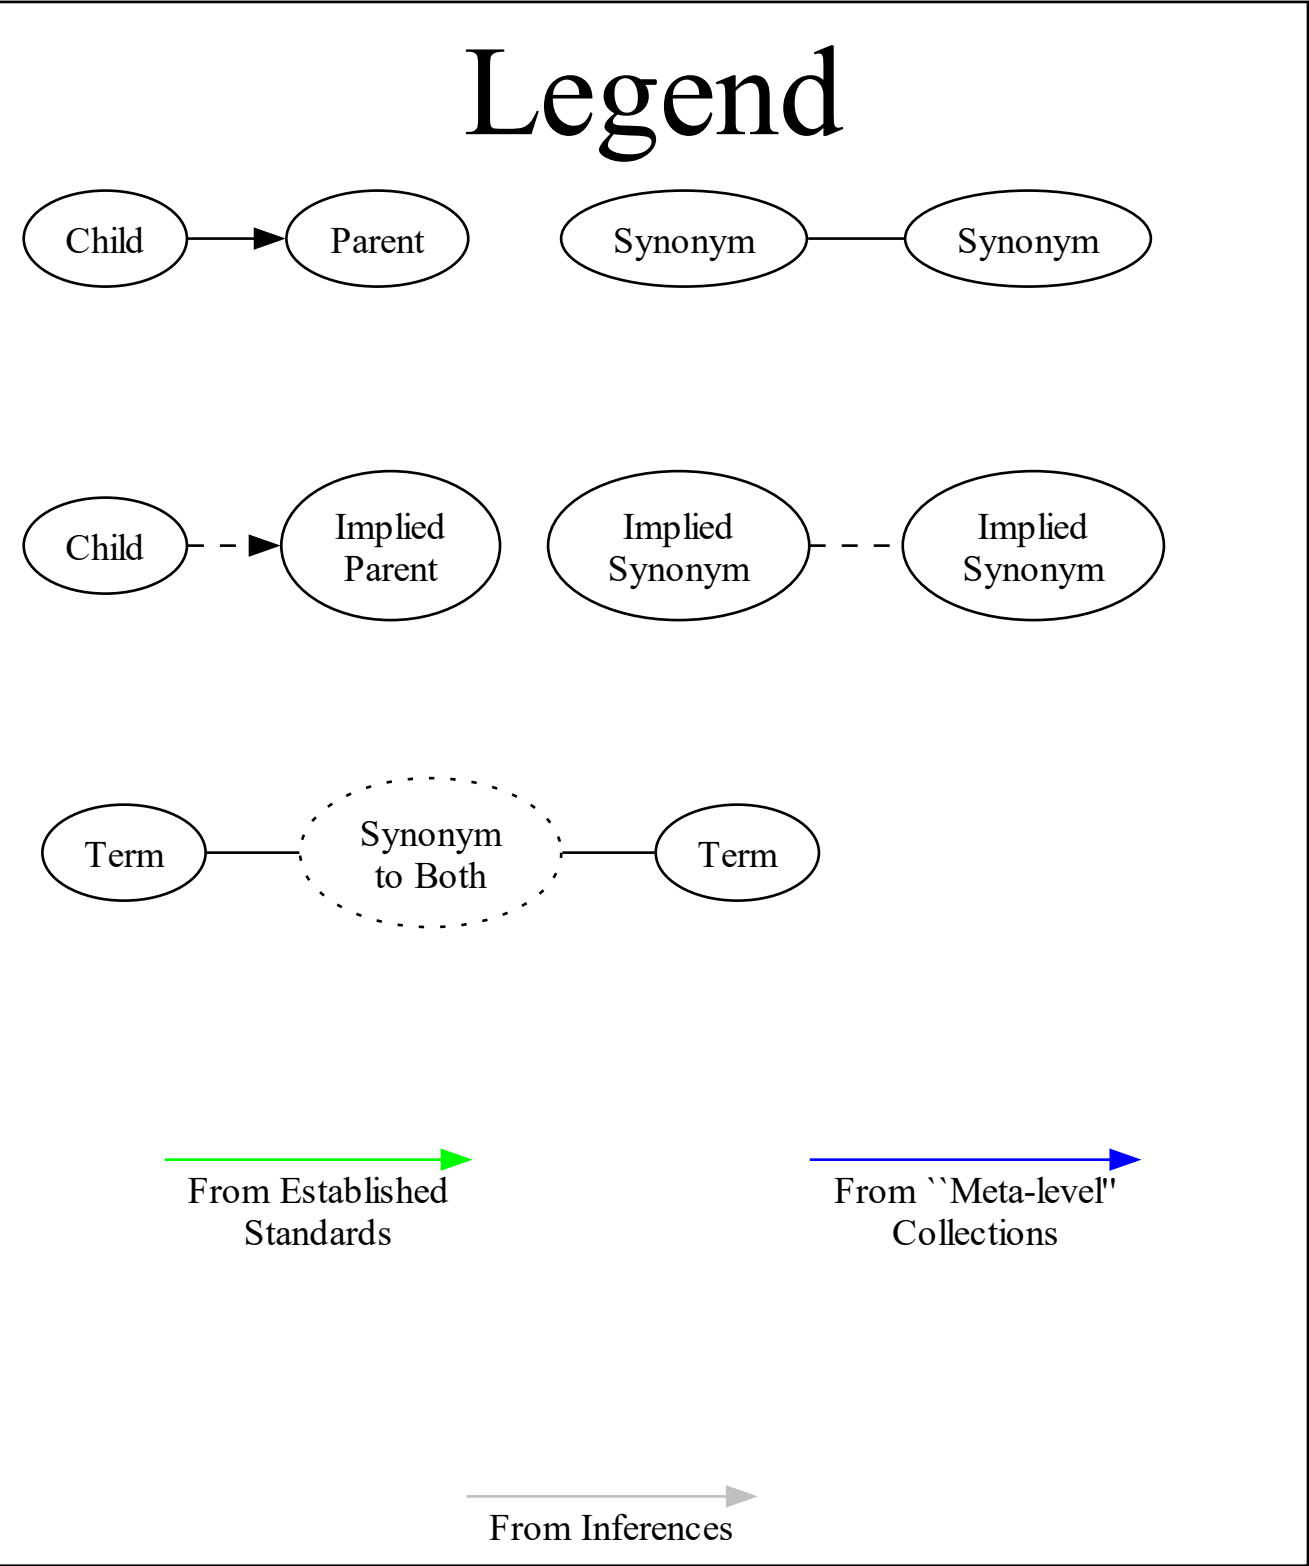 Legend
Child
Parent
Synonym
Synonym
Child
Implied
Parent
Implied
Synonym
Implied
Synonym
Term
Synonym
to Both
Term
From Established
Standards
From ``Meta-level"
Collections
From Inferences